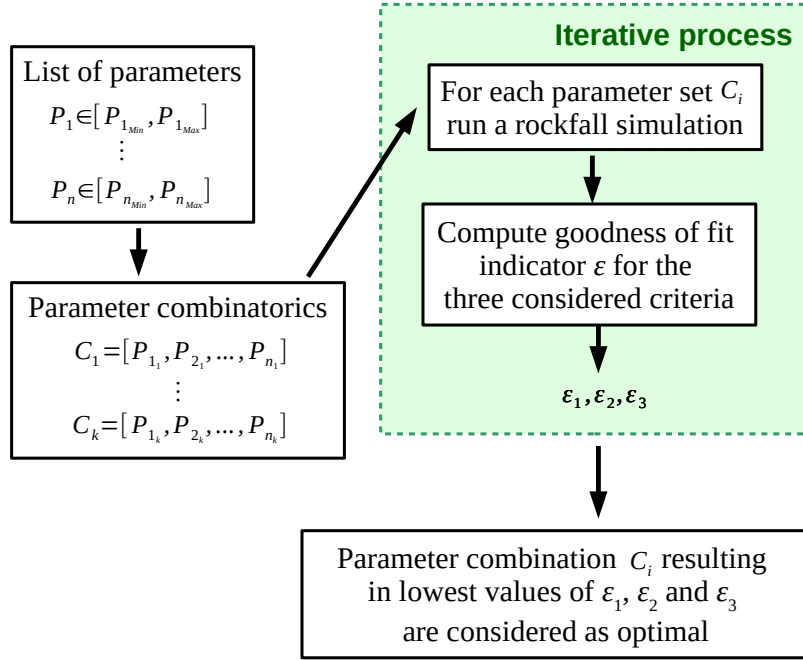 List of parameters
P₁∈[P₁Min, P₁Max]
⋮
Pₙ∈[PₙMin, PₙMax]
Parameter combinatorics
C₁=[P₁₁, P₂₁, ..., Pₙ₁]
⋮
Cₖ=[P₁ₖ, P₂ₖ, ..., Pₙₖ]
Iterative process
For each parameter set Cᵢ
run a rockfall simulation
Compute goodness of fit
indicator ε for the
three considered criteria
ε₁, ε₂, ε₃
Parameter combination Cᵢ resulting
in lowest values of ε₁, ε₂ and ε₃
are considered as optimal